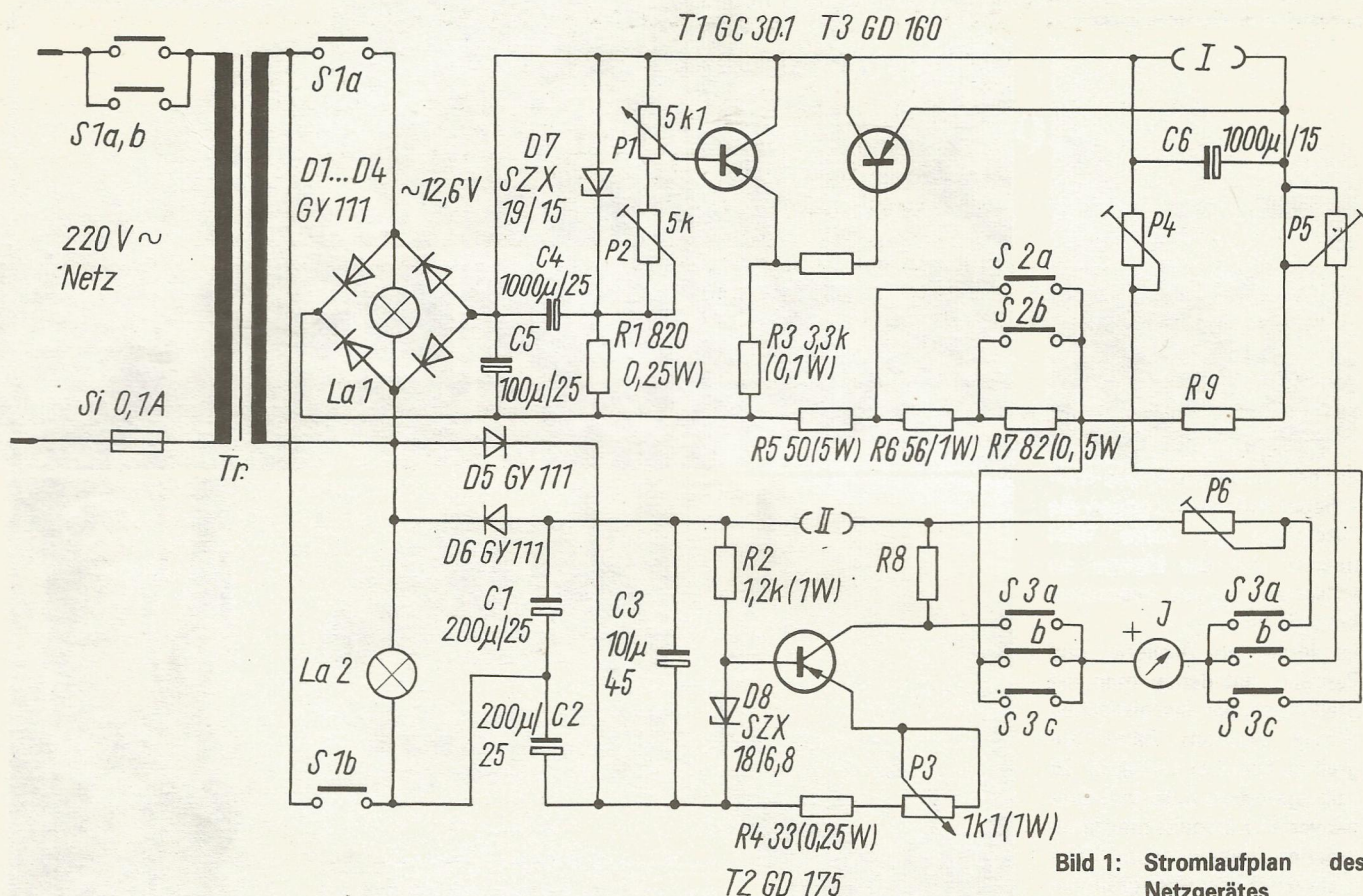 T1 GC 301 T3 GD 160
S1a,b
220 V ~
Netz
Si 0,1A
Tr.
S1a
D1...D4
GY 111
~12,6V
La 1
D7
SZX
19/15
C4
1000µ/25
C5
100µ/25
5k1
P1
5k
P2
R1 820
0,25W)
R3 3,3k
(0,1W)
S 2a
S 2b
R5 50(5W) R6 56/1W) R7 82(0,5W
I
C6 1000µ/15
P4
P5
R9
D5 GY 111
D6 GY111
II
P6
La 2
S 1b
C1
200µ/25
200µ/ C2
25
C3
10/µ
45
R2
1,2k (1W)
D8
SZX
18/6,8
R8
P3
1k1(1W)
R4 33(0,25W)
S 3a
b
S 3c
+ J
S 3a
b
S 3c
T2 GD 175
Bild 1: Stromlaufplan des
Netzgerätes